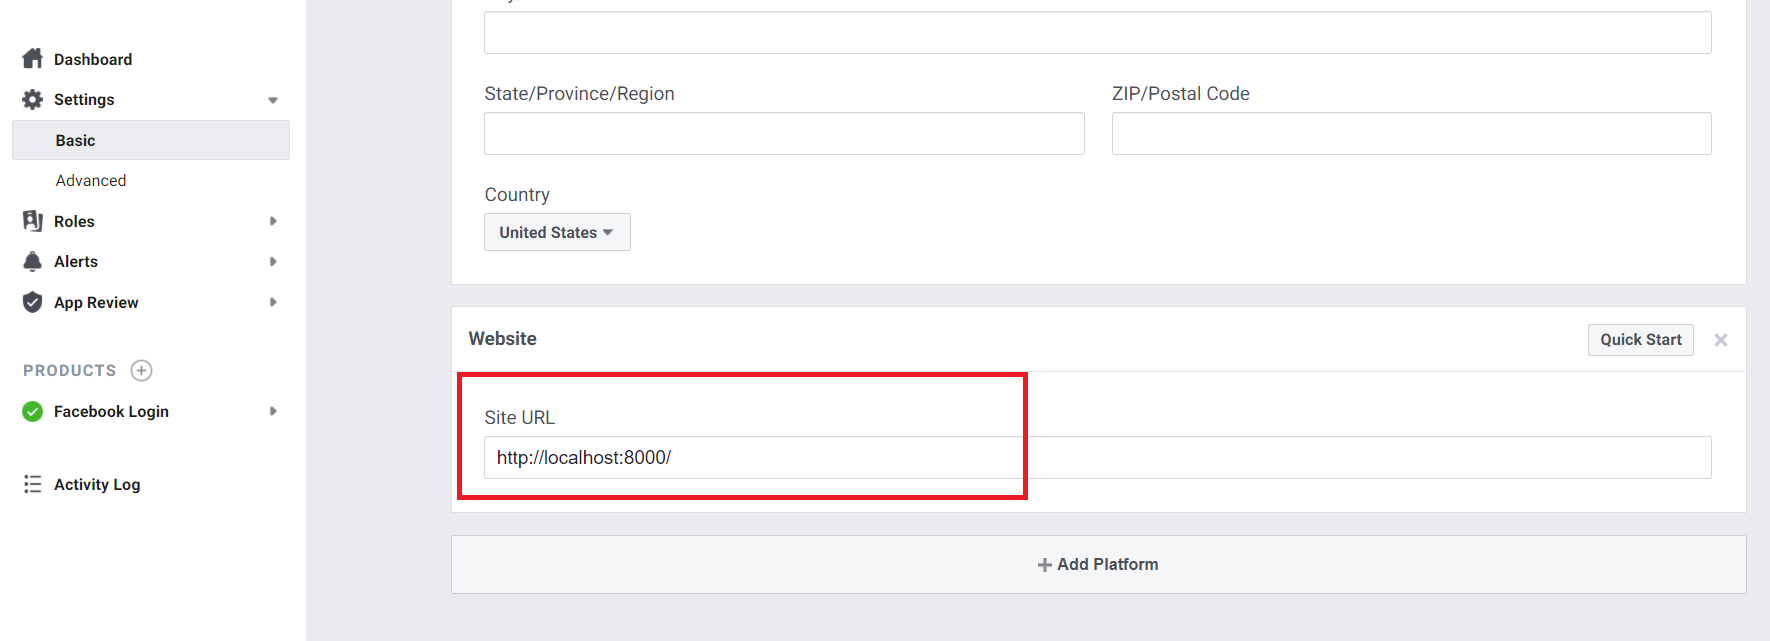 Dashboard
Settings
Basic
Advanced
Roles
Alerts
App Review
PRODUCTS
Facebook Login
Activity Log
State/Province/Region
ZIP/Postal Code
Country
United States
Website
Quick Start
Site URL
http://localhost:8000/
Add Platform